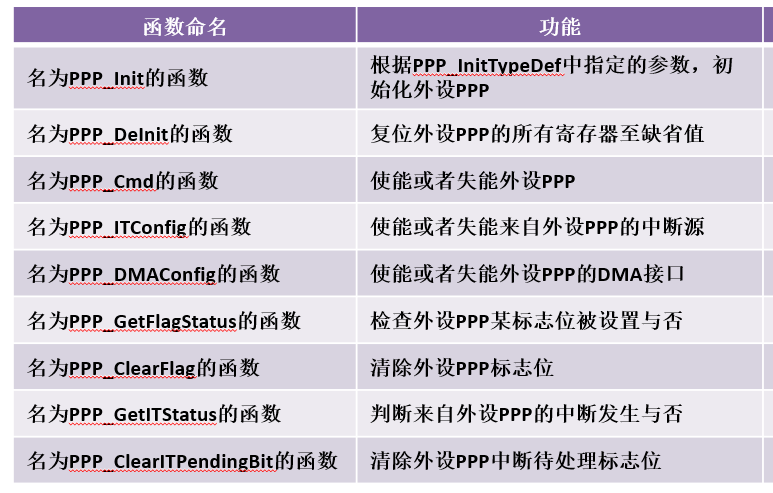 函数命名 功能
名为PPP_Init的函数 根据PPP_InitTypeDef中指定的参数，初
始化外设PPP
名为PPP_DeInit的函数 复位外设PPP的所有寄存器至缺省值
名为PPP_Cmd的函数 使能或者失能外设PPP
名为PPP_ITConfig的函数 使能或者失能来自外设PPP的中断源
名为PPP_DMAConfig的函数 使能或者失能外设PPP的DMA接口
名为PPP_GetFlagStatus的函数 检查外设PPP某标志位被设置与否
名为PPP_ClearFlag的函数 清除外设PPP标志位
名为PPP_GetITStatus的函数 判断来自外设PPP的中断发生与否
名为PPP_ClearITPendingBit的函数 清除外设PPP中断待处理标志位